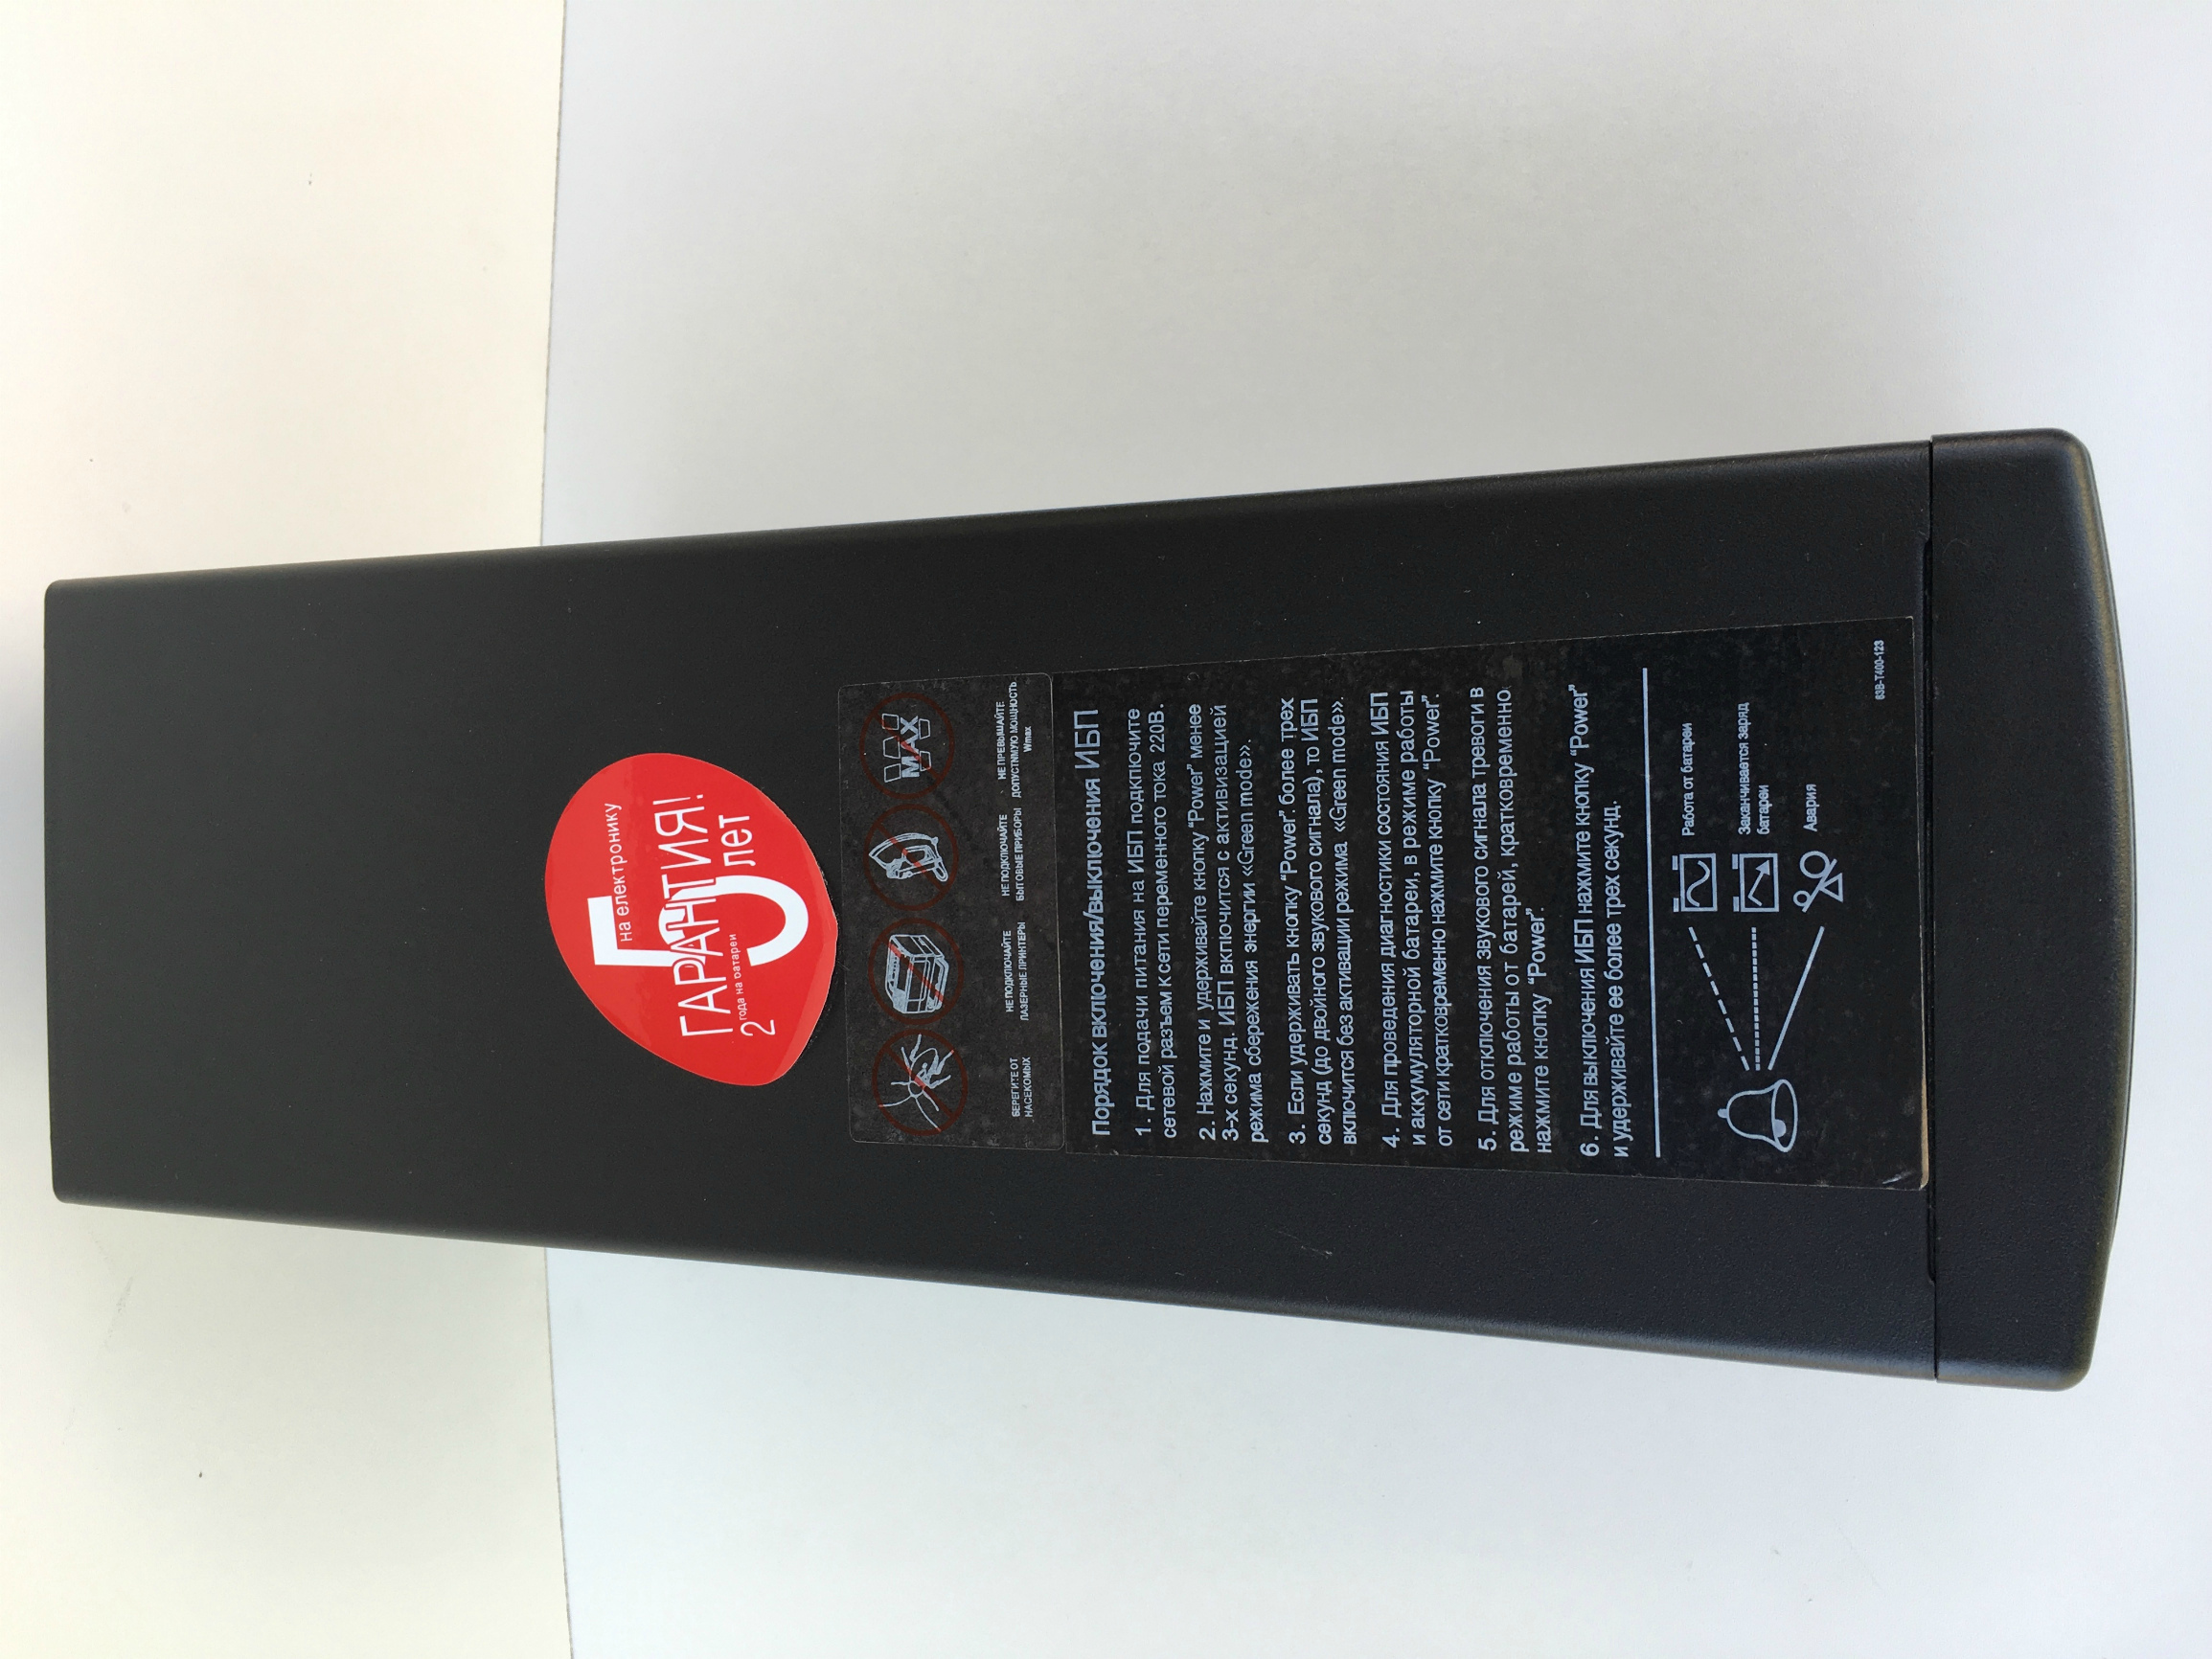 на електронику
5
ГАРАНТИЯ!
2 года на батареи
лет
БЕРЕГИТЕ ОТ
НАСЕКОМЫХ
НЕ ПОДКЛЮЧАЙТЕ
ЛАЗЕРНЫЕ ПРИНТЕРЫ
НЕ ПОДКЛЮЧАЙТЕ
БЫТОВЫЕ ПРИБОРЫ
W MAX
НЕ ПРЕВЫШАЙТЕ
ДОПУСТИМУЮ МОЩНОСТЬ
Wmax
Порядок включения/выключения ИБП
1. Для подачи питания на ИБП подключите
сетевой разъем к сети переменного тока 220В.
2. Нажмите и удерживайте кнопку "Power" менее
3-х секунд. ИБП включится с активизацией
режима сбережения энергии «Green mode».
3. Если удерживать кнопку "Power" более трех
секунд (до двойного звукового сигнала), то ИБП
включится без активации режима «Green mode».
4. Для проведения диагностики состояния ИБП
и аккумуляторной батареи, в режиме работы
от сети кратковременно нажмите кнопку "Power".
5. Для отключения звукового сигнала тревоги в
режиме работы от батарей, кратковременно
нажмите кнопку "Power".
6. Для выключения ИБП нажмите кнопку "Power"
и удерживайте ее более трех секунд.
Работа от батареи
Заканчивается заряд
батареи
Авария
63B-T400-123